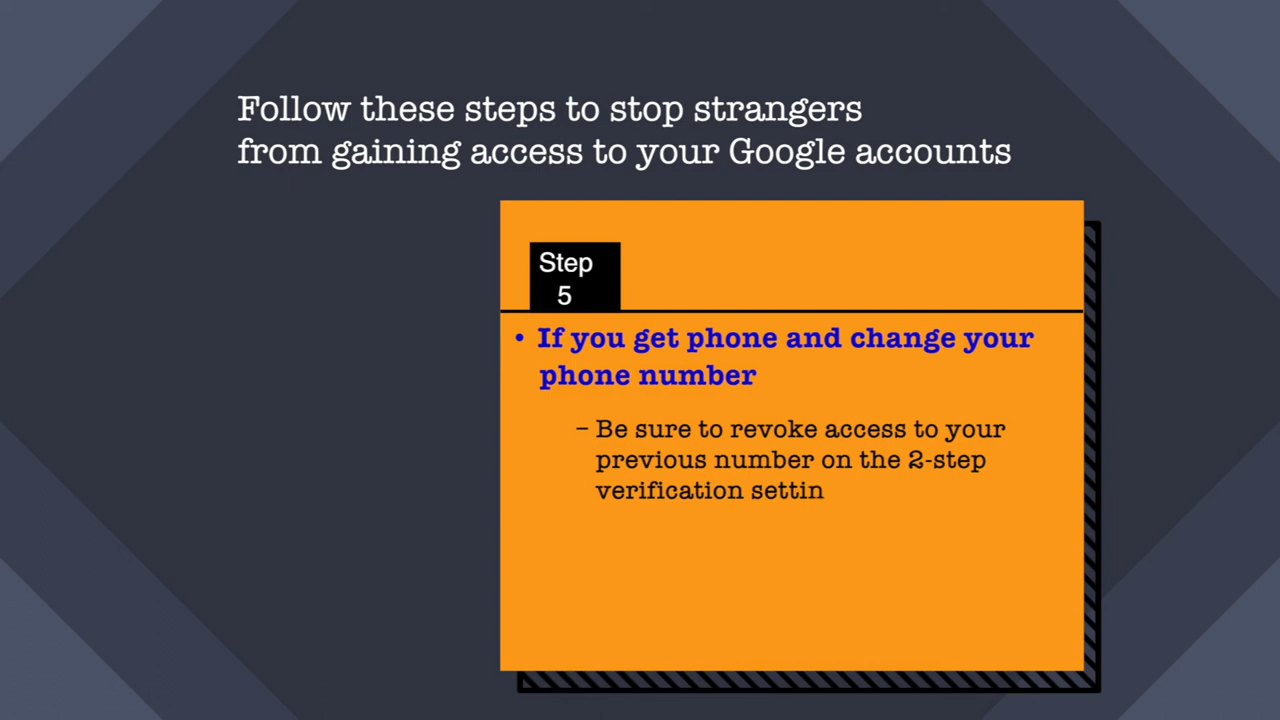 Follow these steps to stop strangers
from gaining access to your Google accounts
Step
5
• If you get phone and change your
phone number
– Be sure to revoke access to your
previous number on the 2-step
verification settin